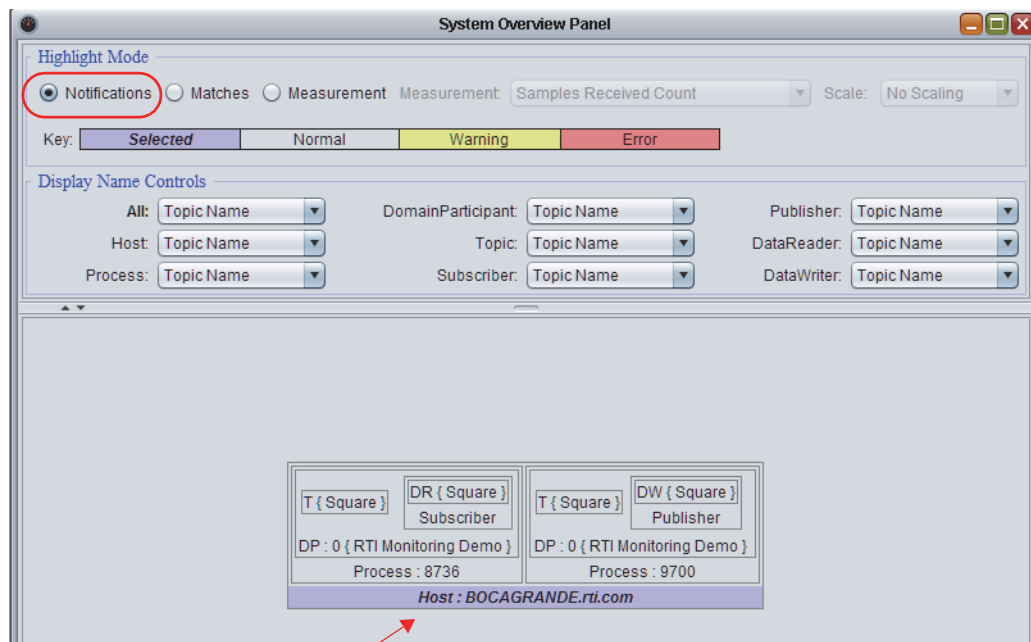 System Overview Panel
Highlight Mode
Notifications Matches Measurement Measurement: Samples Received Count Scale: No Scaling
Key: Selected Normal Warning Error
Display Name Controls
All: Topic Name DomainParticipant: Topic Name Publisher: Topic Name
Host: Topic Name Topic: Topic Name DataReader: Topic Name
Process: Topic Name Subscriber: Topic Name DataWriter: Topic Name
T { Square } DR { Square } T { Square } DW { Square }
Subscriber Publisher
DP : 0 { RTI Monitoring Demo } DP : 0 { RTI Monitoring Demo }
Process : 8736 Process : 9700
Host : BOCAGRANDE.rti.com